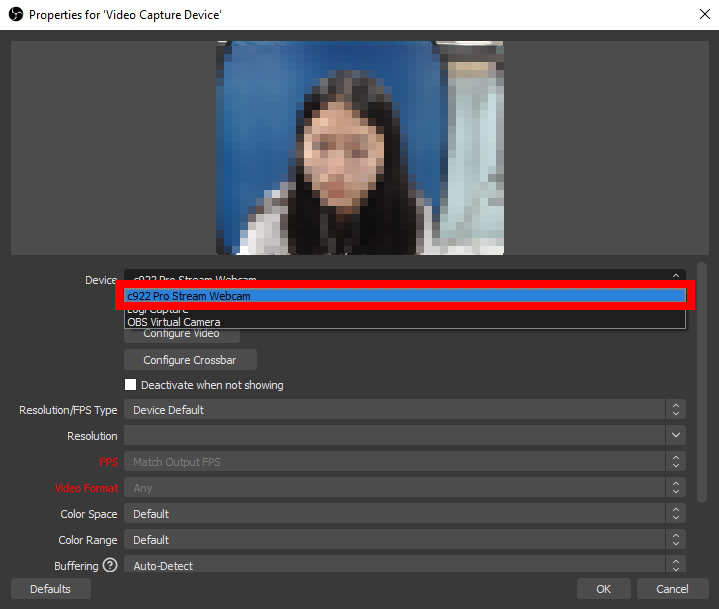 Properties for 'Video Capture Device'
Device c922 Pro Stream Webcam
c922 Pro Stream Webcam
Logi Capture
OBS Virtual Camera
Configure Video
Configure Crossbar
Deactivate when not showing
Resolution/FPS Type Device Default
Resolution
FPS Match Output FPS
Video Format Any
Color Space Default
Color Range Default
Buffering ? Auto-Detect
Defaults OK Cancel